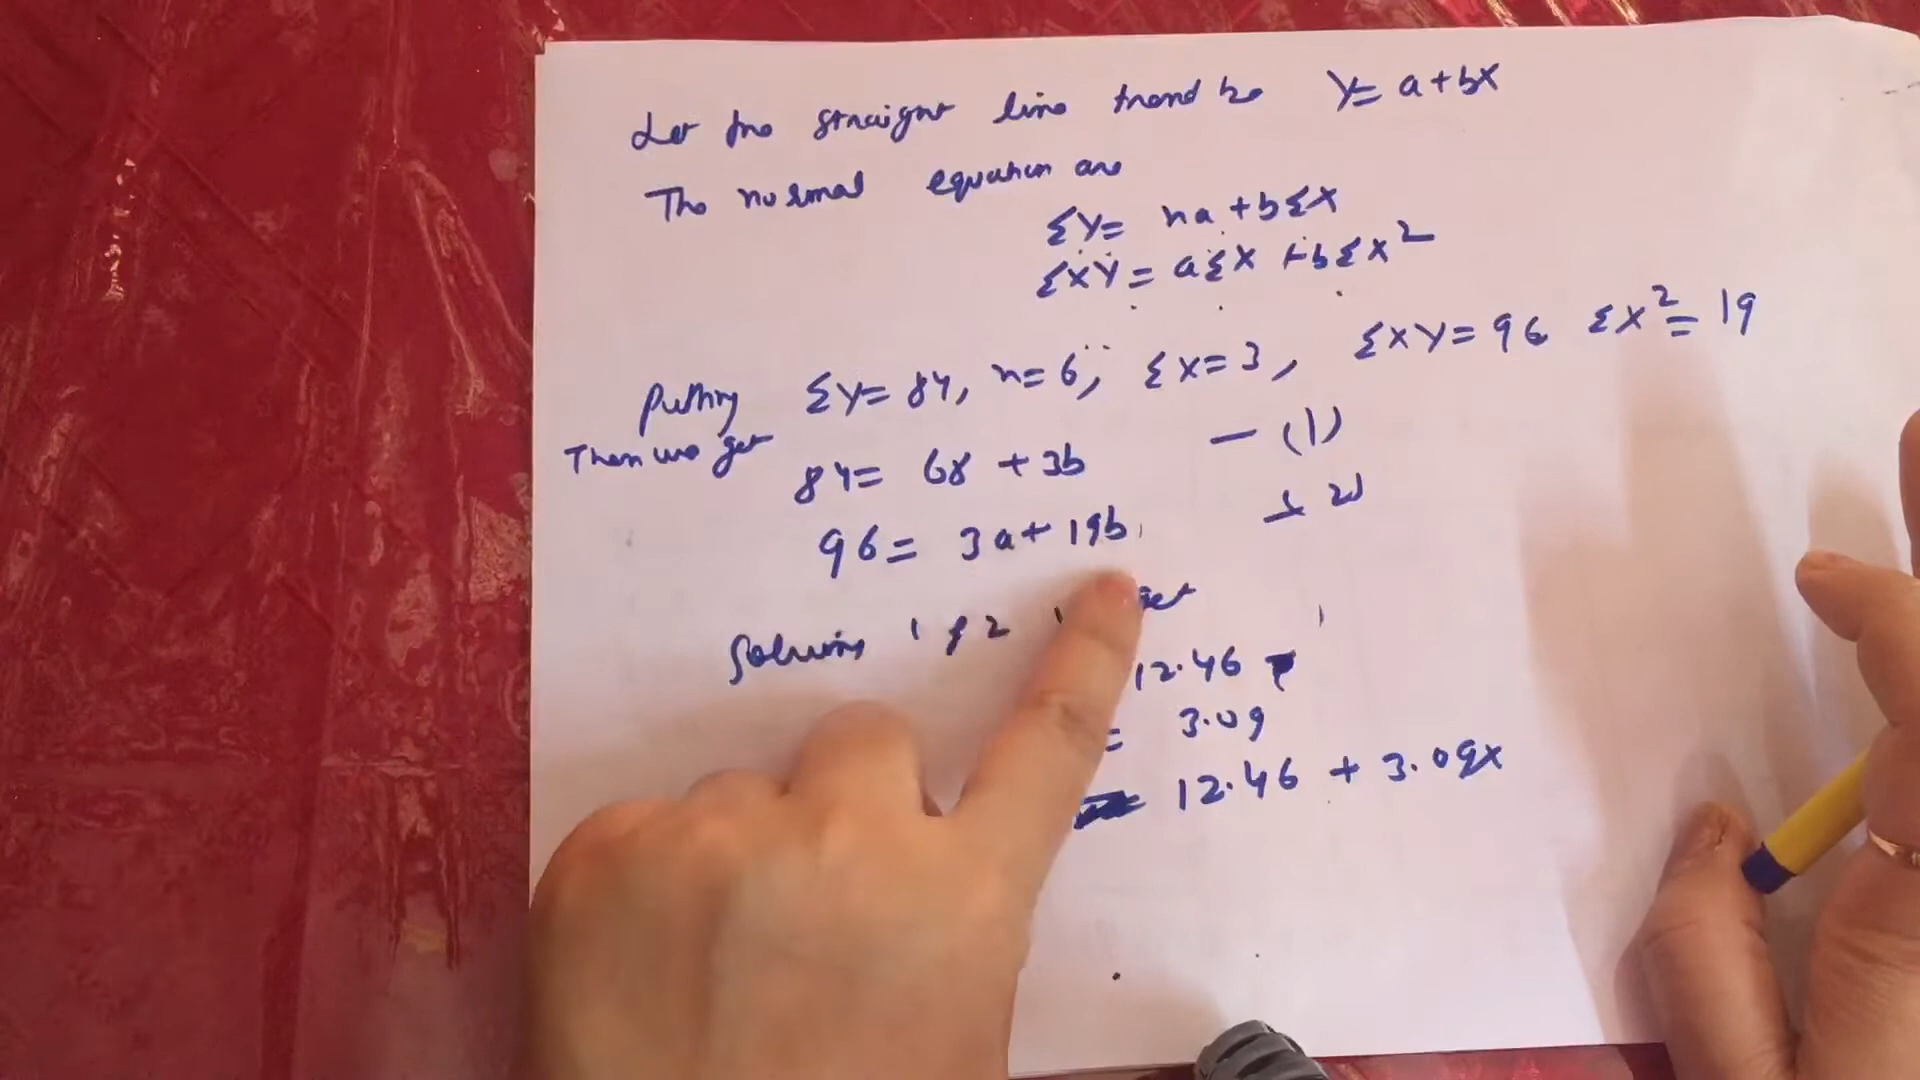 Let the straight line trend be Y= a+bX
The normal equation are
ΣY= na +bΣX
ΣXY= aΣX +bΣX²
Putting ΣY= 84, n=6, ΣX=3, ΣXY=96 ΣX²= 19
Then we get
84= 6a +3b — (1)
96= 3a+19b
Solving 1 & 2 get
12.46
= 3.09
= 12.46 + 3.09x